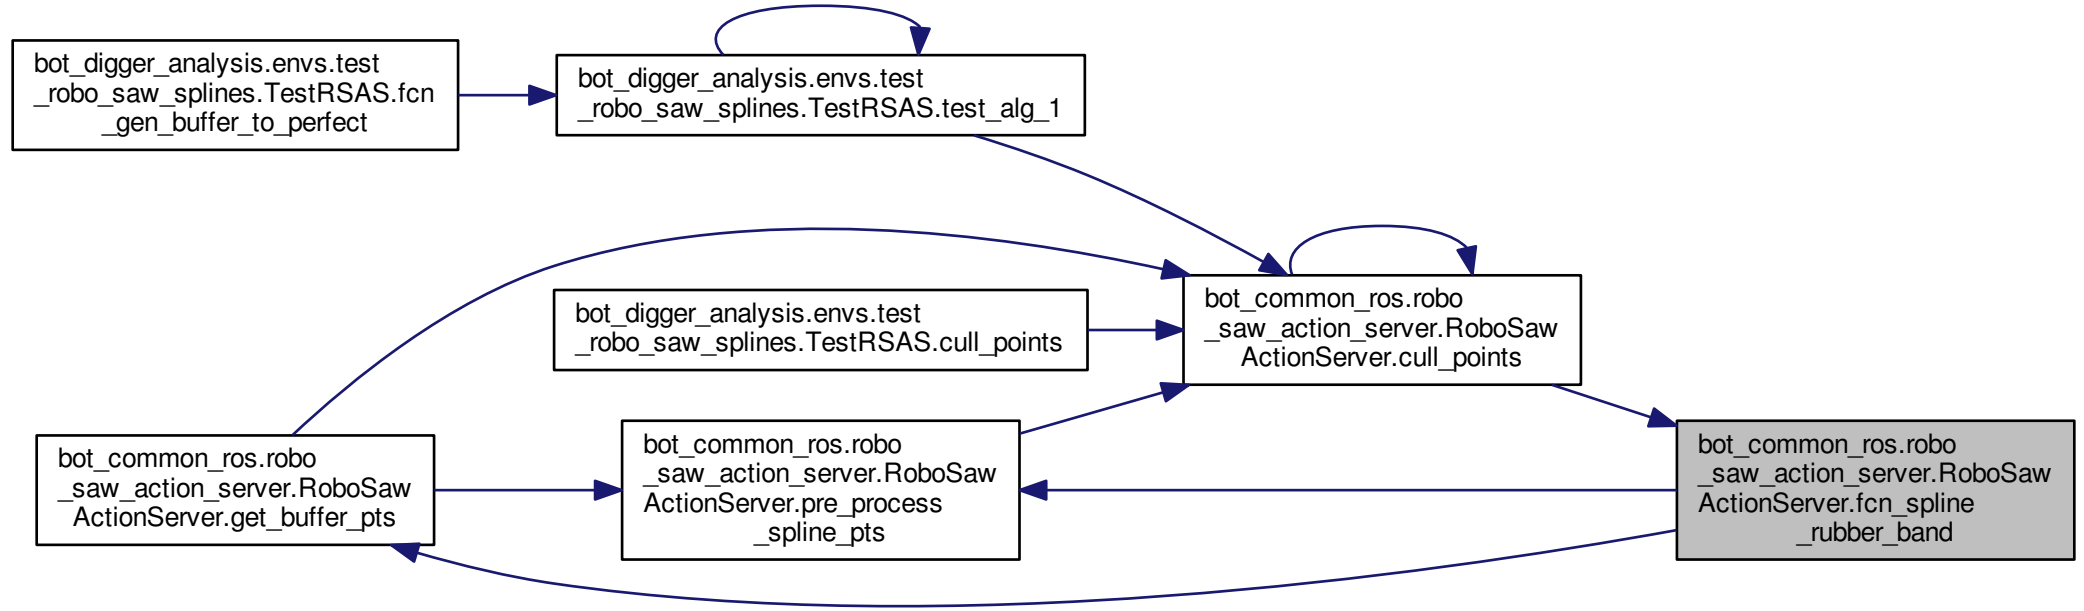 bot_digger_analysis.envs.test
_robo_saw_splines.TestRSAS.fcn
_gen_buffer_to_perfect
bot_digger_analysis.envs.test
_robo_saw_splines.TestRSAS.test_alg_1
bot_common_ros.robo
_saw_action_server.RoboSaw
ActionServer.cull_points
bot_digger_analysis.envs.test
_robo_saw_splines.TestRSAS.cull_points
bot_common_ros.robo
_saw_action_server.RoboSaw
ActionServer.get_buffer_pts
bot_common_ros.robo
_saw_action_server.RoboSaw
ActionServer.pre_process
_spline_pts
bot_common_ros.robo
_saw_action_server.RoboSaw
ActionServer.fcn_spline
_rubber_band